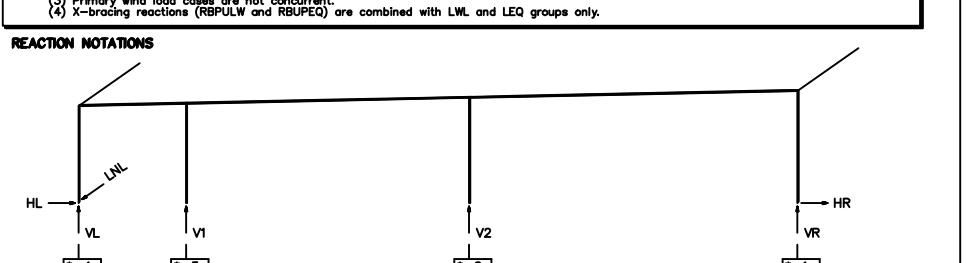 (3) Primary wind load cases are not concurrent.
(4) X-bracing reactions (RBPULW and RBUPEQ) are combined with LWL and LEQ groups only.
REACTION NOTATIONS
LNL
HL
HR
VL
V1
V2
VR